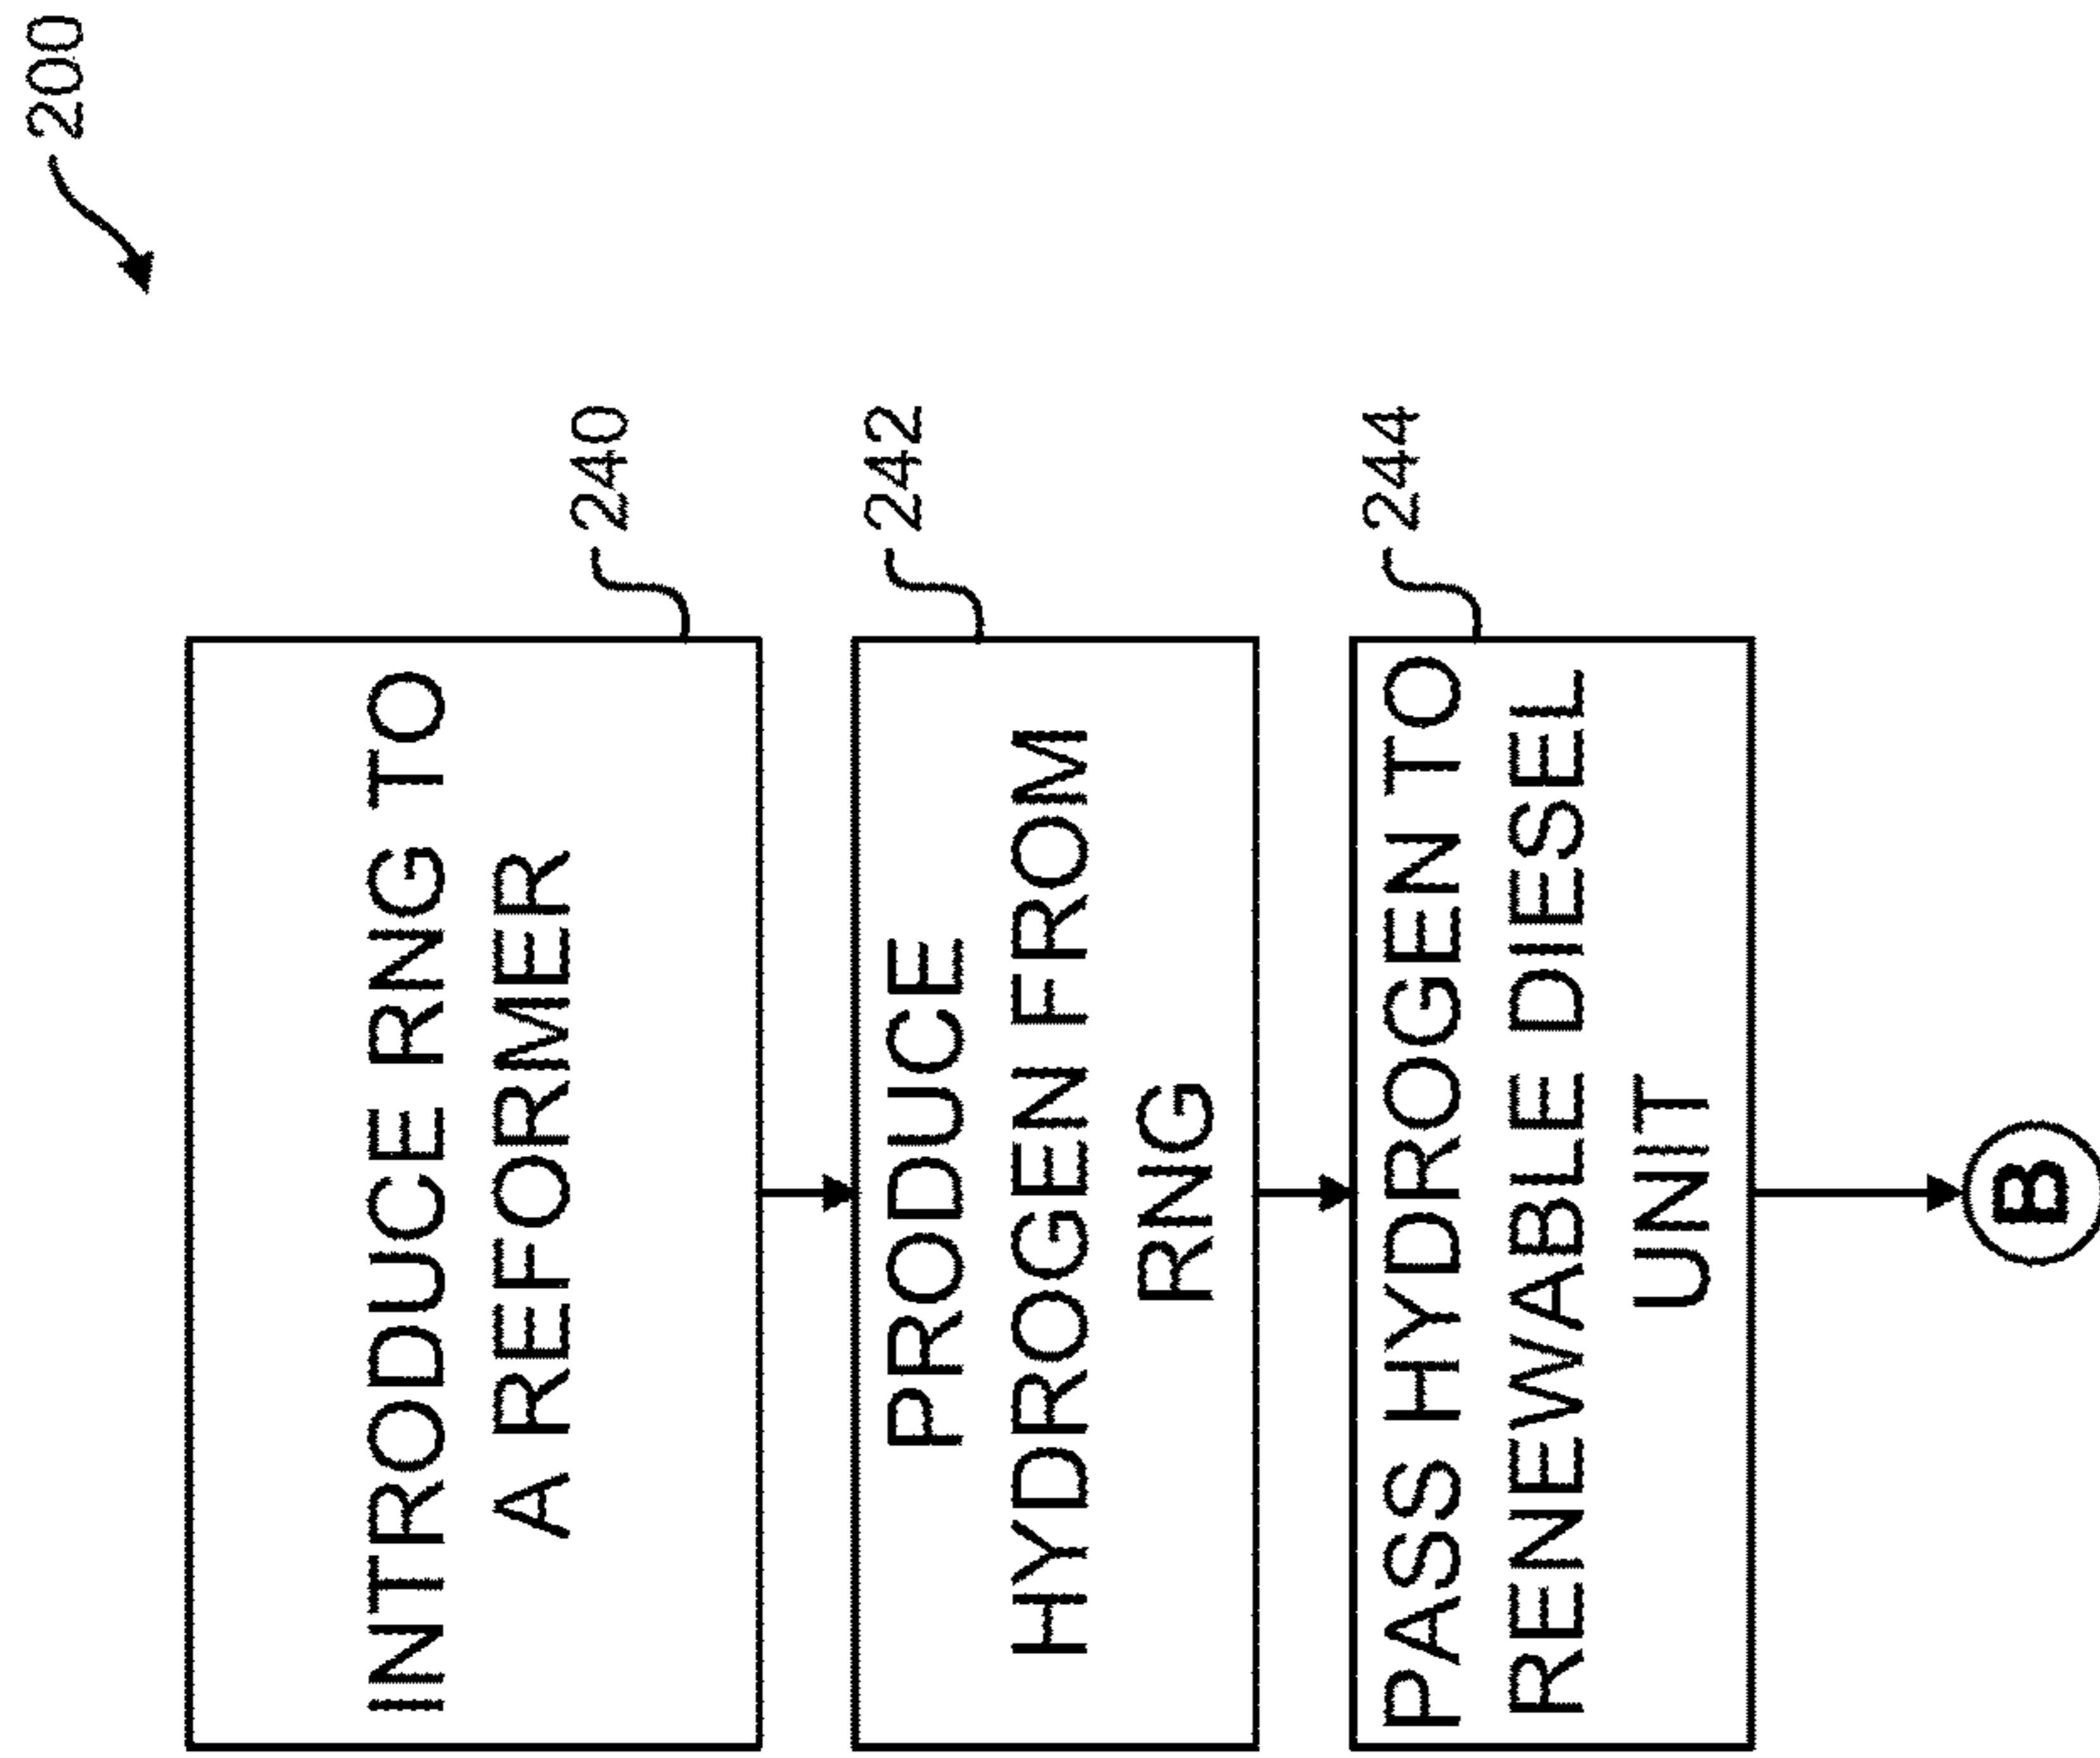 200
INTRODUCE RNG TO
A REFORMER
240
PRODUCE
HYDROGEN FROM
RNG
242
PASS HYDROGEN TO
RENEWABLE DIESEL
UNIT
244
B